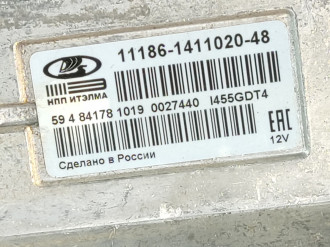 11186-1411020-48
НПП ИТЭЛМА
59 4 84178 1019 0027440 I455GDT4
Сделано в России
EAC
12V